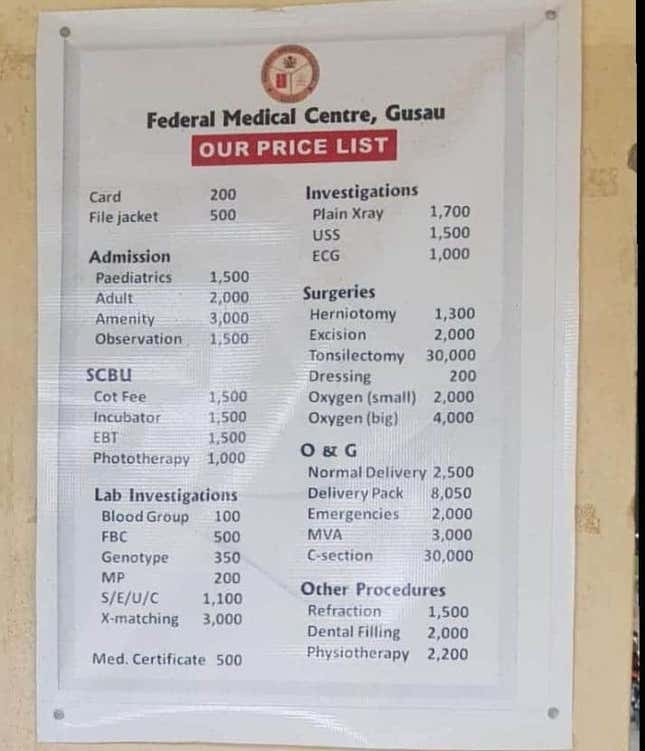 Federal Medical Centre, Gusau
OUR PRICE LIST
Card 200
File jacket 500
Admission
Paediatrics 1,500
Adult 2,000
Amenity 3,000
Observation 1,500
SCBU
Cot Fee 1,500
Incubator 1,500
EBT 1,500
Phototherapy 1,000
Lab Investigations
Blood Group 100
FBC 500
Genotype 350
MP 200
S/E/U/C 1,100
X-matching 3,000
Med. Certificate 500
Investigations
Plain Xray 1,700
USS 1,500
ECG 1,000
Surgeries
Herniotomy 1,300
Excision 2,000
Tonsilectomy 30,000
Dressing 200
Oxygen (small) 2,000
Oxygen (big) 4,000
O & G
Normal Delivery 2,500
Delivery Pack 8,050
Emergencies 2,000
MVA 3,000
C-section 30,000
Other Procedures
Refraction 1,500
Dental Filling 2,000
Physiotherapy 2,200